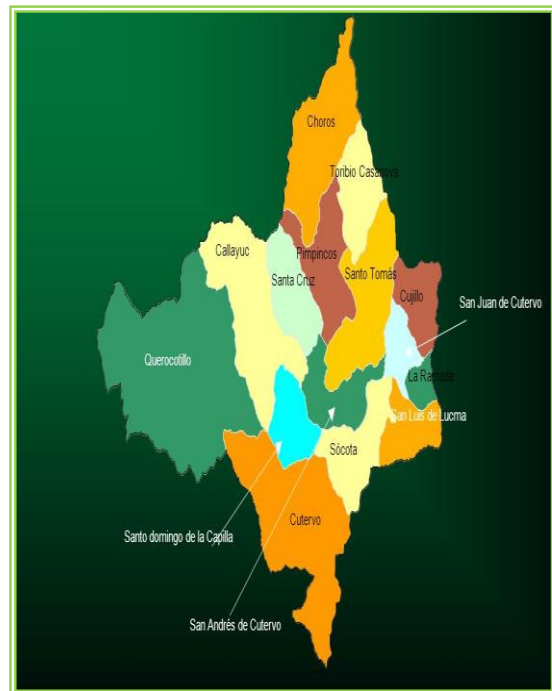 Choros
Toribio Casanova
Callayuc
Pimpincos
Santa Cruz
Santo Tomás
Cujillo
San Juan de Cutervo
Querocotillo
La Ramada
San Luis de Lucma
Sócota
Cutervo
Santo domingo de la Capilla
San Andrés de Cutervo